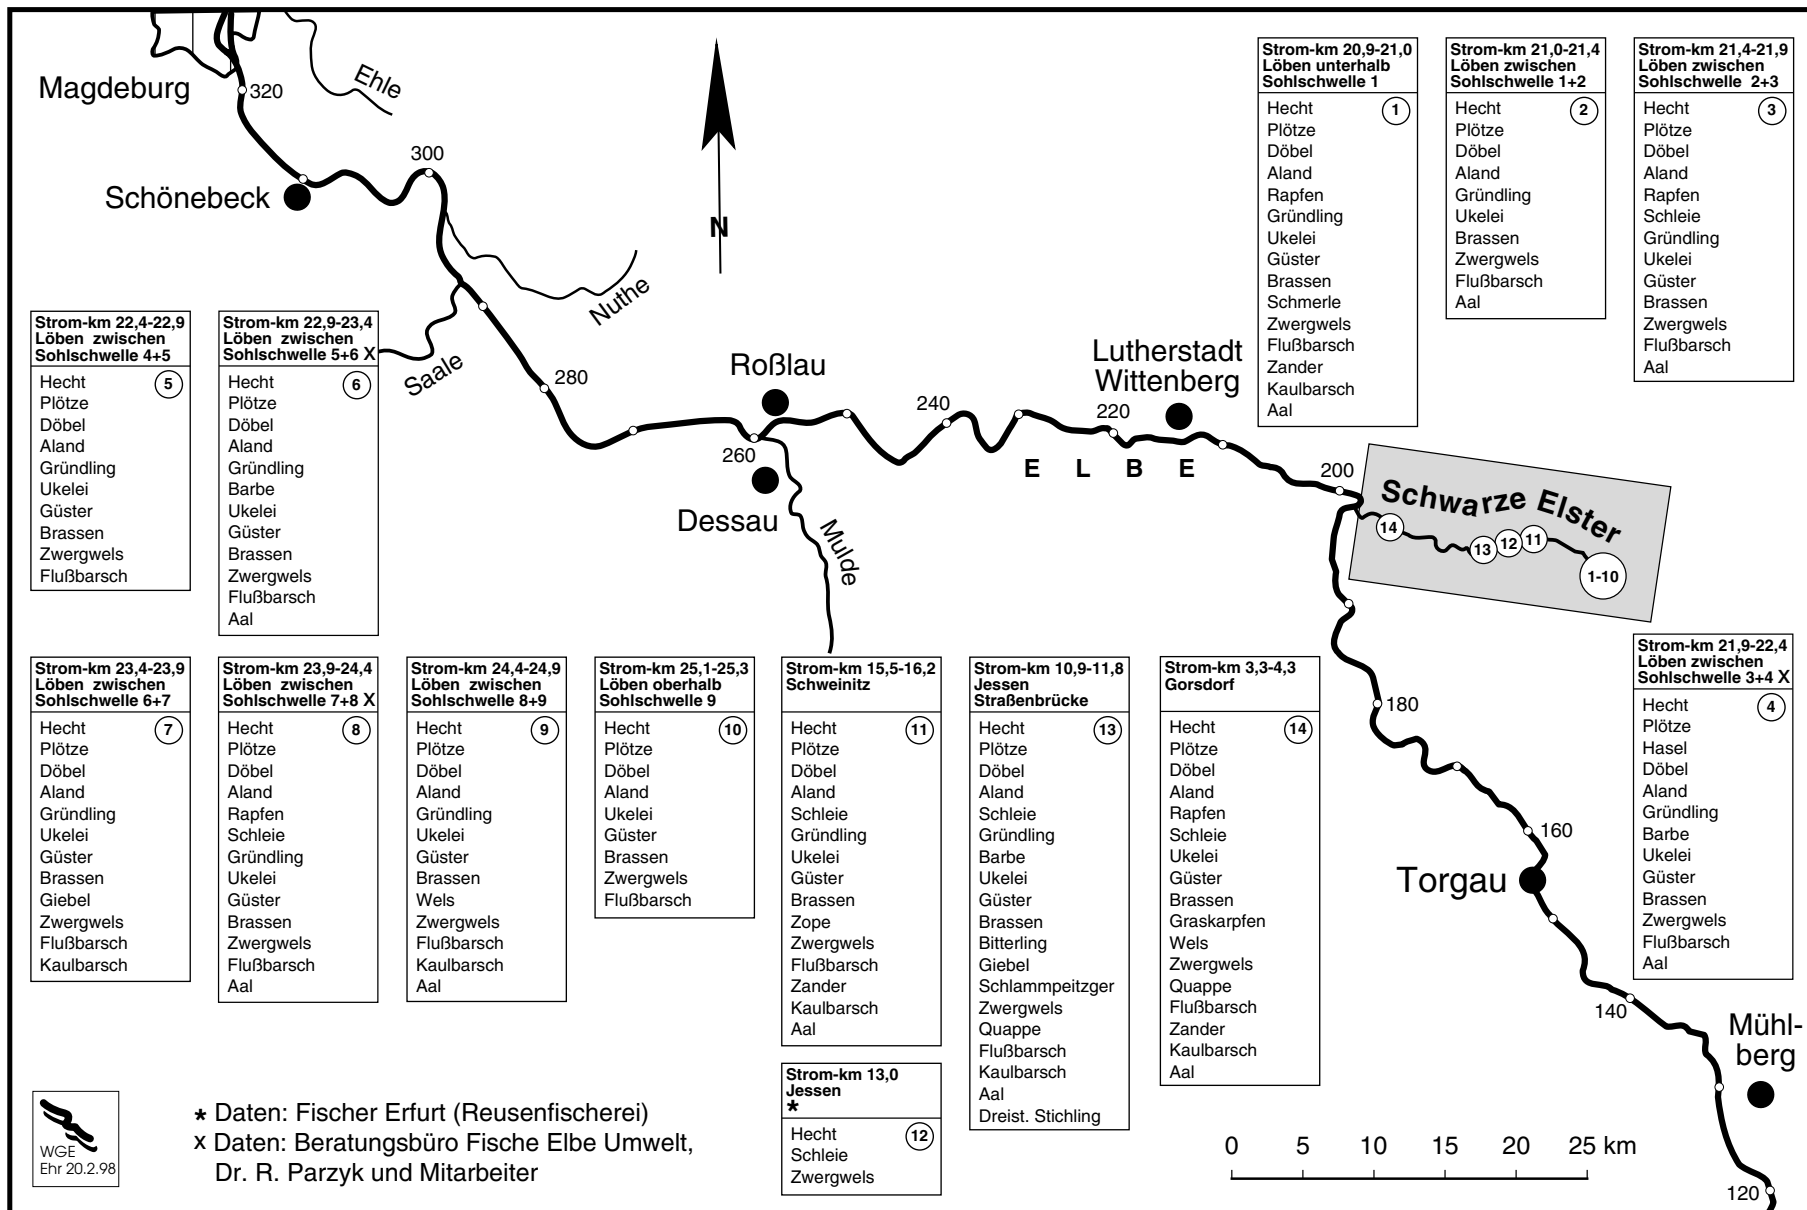 Magdeburg
320
Ehle
Schönebeck
300
N
Nuthe
Saale
280
Roßlau
260
Dessau
Mulde
240
220
Lutherstadt
Wittenberg
E L B E
200
Schwarze Elster
14
13
12
11
1-10
180
160
Torgau
140
Mühl-
berg
120
Strom-km 20,9-21,0
Löben unterhalb
Sohlschwelle 1
1
Hecht
Plötze
Döbel
Aland
Rapfen
Gründling
Ukelei
Güster
Brassen
Schmerle
Zwergwels
Flußbarsch
Zander
Kaulbarsch
Aal
Strom-km 21,0-21,4
Löben zwischen
Sohlschwelle 1+2
2
Hecht
Plötze
Döbel
Aland
Gründling
Ukelei
Brassen
Zwergwels
Flußbarsch
Aal
Strom-km 21,4-21,9
Löben zwischen
Sohlschwelle 2+3
3
Hecht
Plötze
Döbel
Aland
Rapfen
Schleie
Gründling
Ukelei
Güster
Brassen
Zwergwels
Flußbarsch
Aal
Strom-km 21,9-22,4
Löben zwischen
Sohlschwelle 3+4 X
4
Hecht
Plötze
Hasel
Döbel
Aland
Gründling
Barbe
Ukelei
Güster
Brassen
Zwergwels
Flußbarsch
Aal
Strom-km 22,4-22,9
Löben zwischen
Sohlschwelle 4+5
5
Hecht
Plötze
Döbel
Aland
Gründling
Ukelei
Güster
Brassen
Zwergwels
Flußbarsch
Strom-km 22,9-23,4
Löben zwischen
Sohlschwelle 5+6 X
6
Hecht
Plötze
Döbel
Aland
Gründling
Barbe
Ukelei
Güster
Brassen
Zwergwels
Flußbarsch
Aal
Strom-km 23,4-23,9
Löben zwischen
Sohlschwelle 6+7
7
Hecht
Plötze
Döbel
Aland
Gründling
Ukelei
Güster
Brassen
Giebel
Zwergwels
Flußbarsch
Kaulbarsch
Strom-km 23,9-24,4
Löben zwischen
Sohlschwelle 7+8 X
8
Hecht
Plötze
Döbel
Aland
Rapfen
Schleie
Gründling
Ukelei
Güster
Brassen
Zwergwels
Flußbarsch
Aal
Strom-km 24,4-24,9
Löben zwischen
Sohlschwelle 8+9
9
Hecht
Plötze
Döbel
Aland
Gründling
Ukelei
Güster
Brassen
Wels
Zwergwels
Flußbarsch
Kaulbarsch
Aal
Strom-km 25,1-25,3
Löben oberhalb
Sohlschwelle 9
10
Hecht
Plötze
Döbel
Aland
Ukelei
Güster
Brassen
Zwergwels
Flußbarsch
Strom-km 15,5-16,2
Schweinitz
11
Hecht
Plötze
Döbel
Aland
Schleie
Gründling
Ukelei
Güster
Brassen
Zope
Zwergwels
Flußbarsch
Zander
Kaulbarsch
Aal
Strom-km 13,0
Jessen
*
12
Hecht
Schleie
Zwergwels
Strom-km 10,9-11,8
Jessen
Straßenbrücke
13
Hecht
Plötze
Döbel
Aland
Schleie
Gründling
Barbe
Ukelei
Güster
Brassen
Bitterling
Giebel
Schlammpeitzger
Zwergwels
Quappe
Flußbarsch
Kaulbarsch
Aal
Dreist. Stichling
Strom-km 3,3-4,3
Gorsdorf
14
Hecht
Plötze
Döbel
Aland
Rapfen
Schleie
Ukelei
Güster
Brassen
Graskarpfen
Wels
Zwergwels
Quappe
Flußbarsch
Zander
Kaulbarsch
Aal
WGE
Ehr 20.2.98
* Daten: Fischer Erfurt (Reusenfischerei)
x Daten: Beratungsbüro Fische Elbe Umwelt,
Dr. R. Parzyk und Mitarbeiter
0 5 10 15 20 25 km